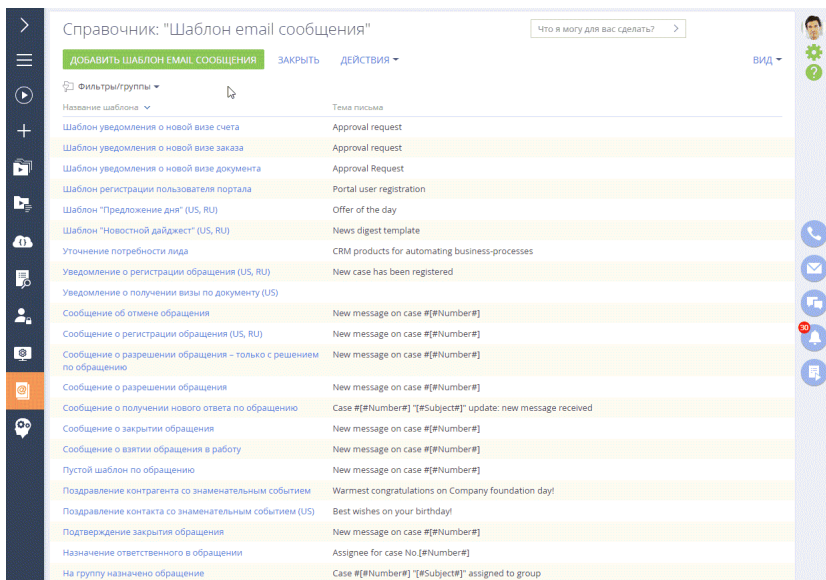 Справочник: "Шаблон email сообщения"
Что я могу для вас сделать?
ДОБАВИТЬ ШАБЛОН EMAIL СООБЩЕНИЯ ЗАКРЫТЬ ДЕЙСТВИЯ ВИД
Фильтры/группы
Название шаблона Тема письма
Шаблон уведомления о новой визе счета Approval request
Шаблон уведомления о новой визе заказа Approval request
Шаблон уведомления о новой визе документа Approval Request
Шаблон регистрации пользователя портала Portal user registration
Шаблон "Предложение дня" (US, RU) Offer of the day
Шаблон "Новостной дайджест" (US, RU) News digest template
Уточнение потребности лида CRM products for automating business-processes
Уведомление о регистрации обращения (US, RU) New case has been registered
Уведомление о получении визы по документу (US)
Сообщение об отмене обращения New message on case #[#Number#]
Сообщение о регистрации обращения (US, RU) New message on case #[#Number#]
Сообщение о разрешении обращения – только с решением New message on case #[#Number#]
по обращению
Сообщение о разрешении обращения New message on case #[#Number#]
Сообщение о получении нового ответа по обращению Case #[#Number#] "[#Subject#]" update: new message received
Сообщение о закрытии обращения New message on case #[#Number#]
Сообщение о взятии обращения в работу New message on case #[#Number#]
Пустой шаблон по обращению New message on case #[#Number#]
Поздравление контрагента со знаменательным событием Warmest congratulations on Company foundation day!
Поздравление контакта со знаменательным событием (US) Best wishes on your birthday!
Подтверждение закрытия обращения New message on case #[#Number#]
Назначение ответственного в обращении Assignee for case No.[#Number#]
На группу назначено обращение Case #[#Number#] "[#Subject#]" assigned to group
30